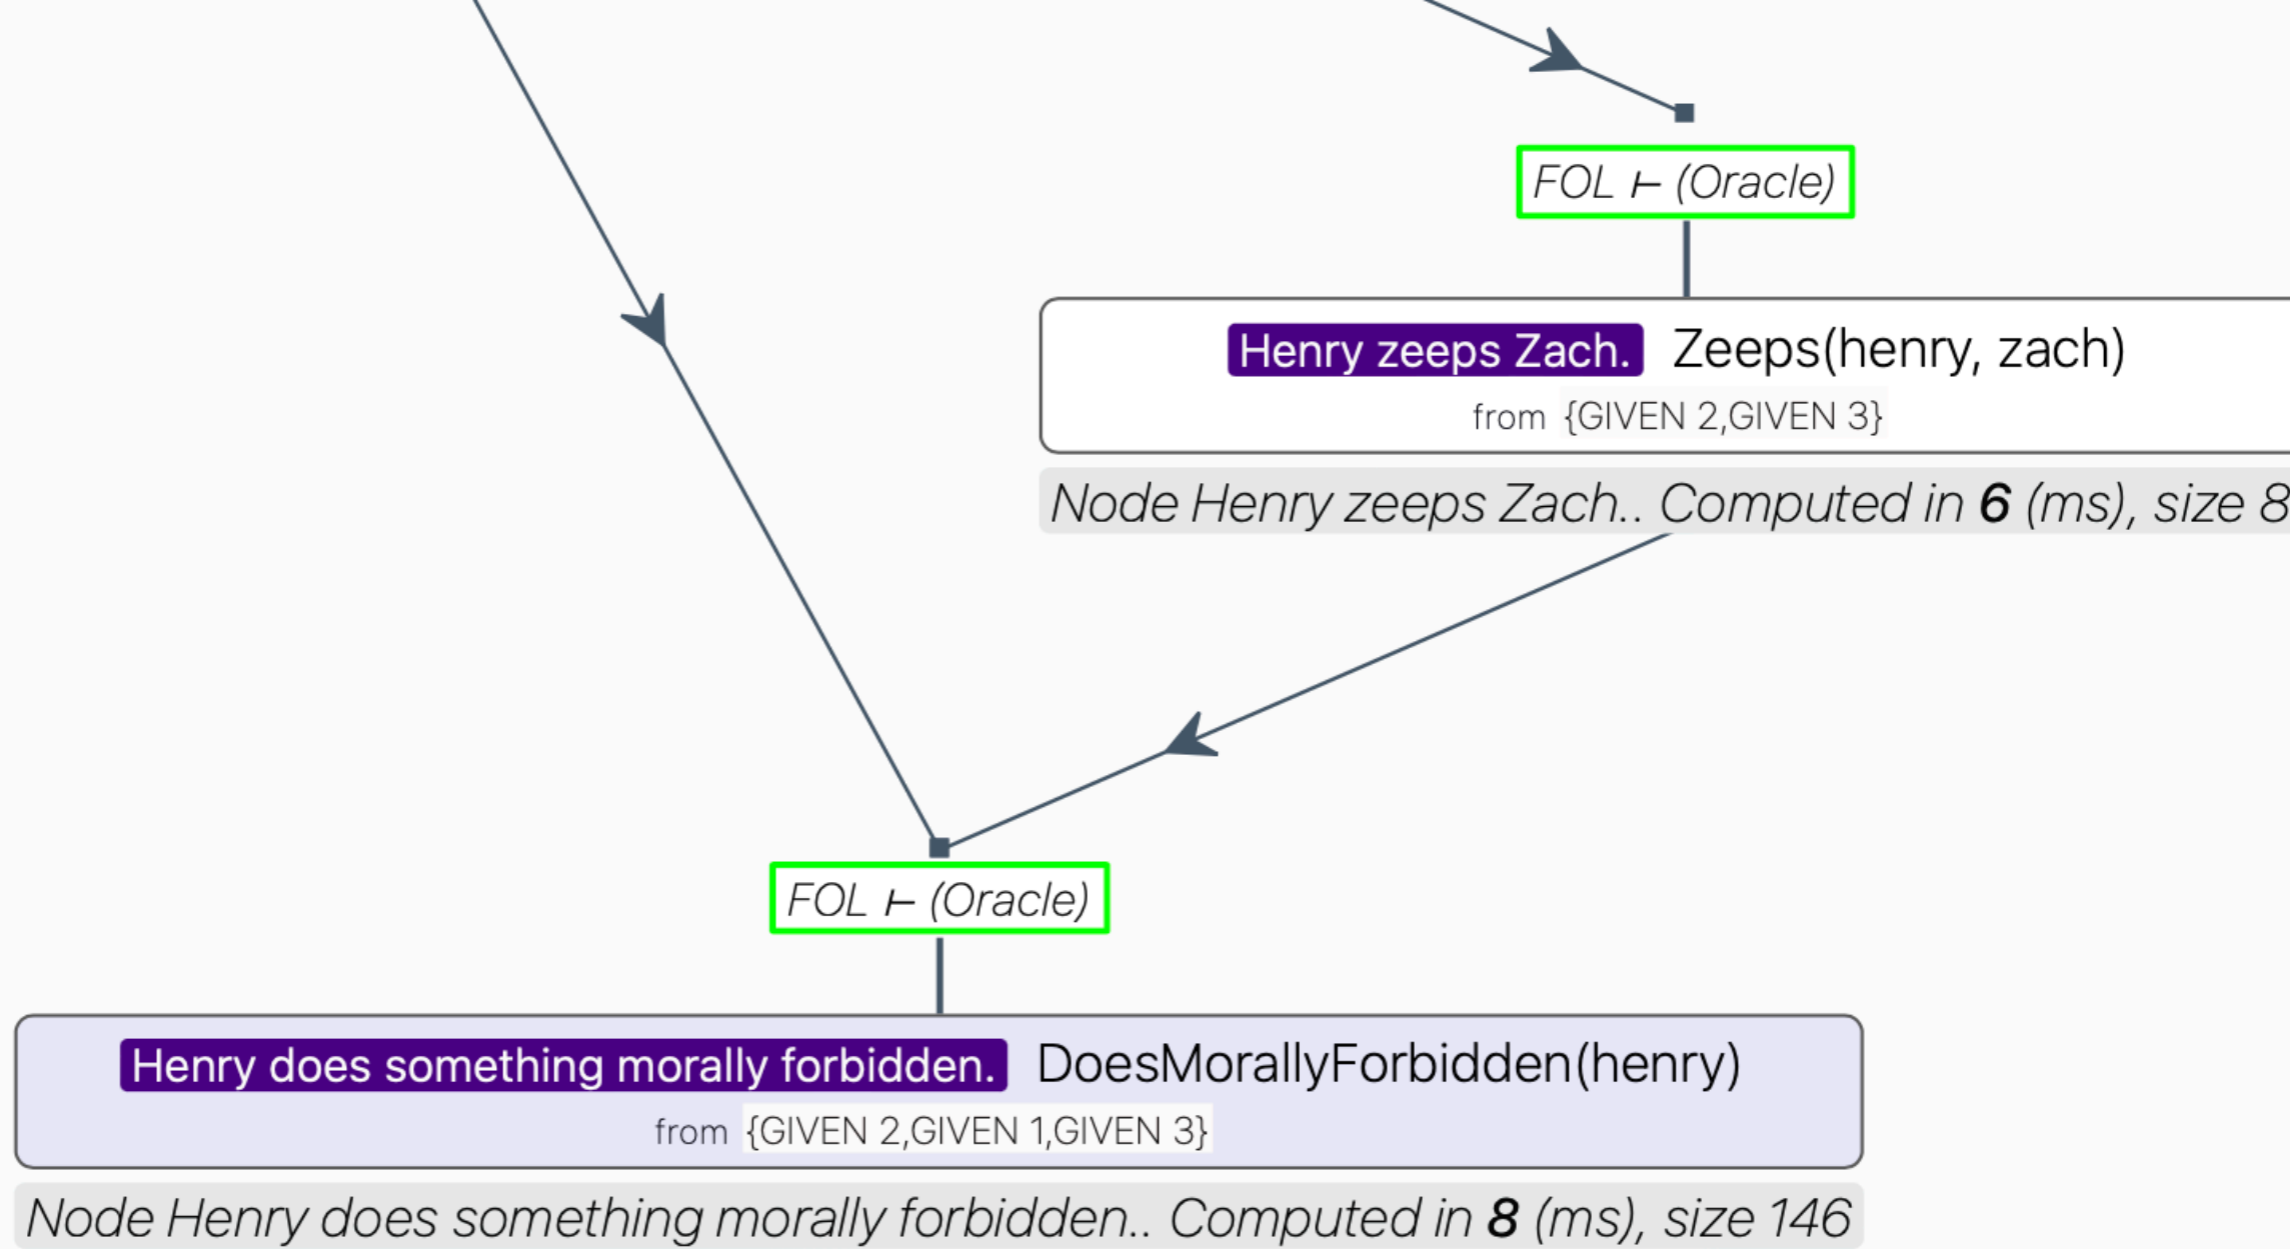 FOL ⊢ (Oracle)
Henry zeeps Zach. Zeeps(henry, zach)
from {GIVEN 2,GIVEN 3}
Node Henry zeeps Zach.. Computed in 6 (ms), size 8
FOL ⊢ (Oracle)
Henry does something morally forbidden. DoesMorallyForbidden(henry)
from {GIVEN 2,GIVEN 1,GIVEN 3}
Node Henry does something morally forbidden.. Computed in 8 (ms), size 146